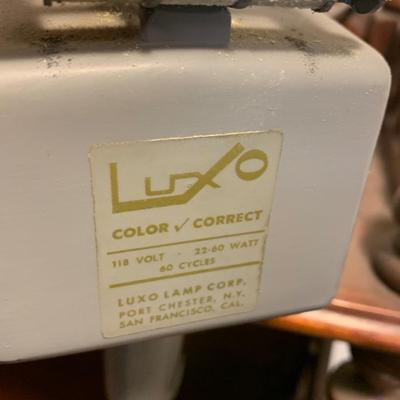 LUXO
COLOR ✓ CORRECT
118 VOLT · 22-60 WATT
60 CYCLES
LUXO LAMP CORP.
PORT CHESTER, N.Y.
SAN FRANCISCO, CAL.